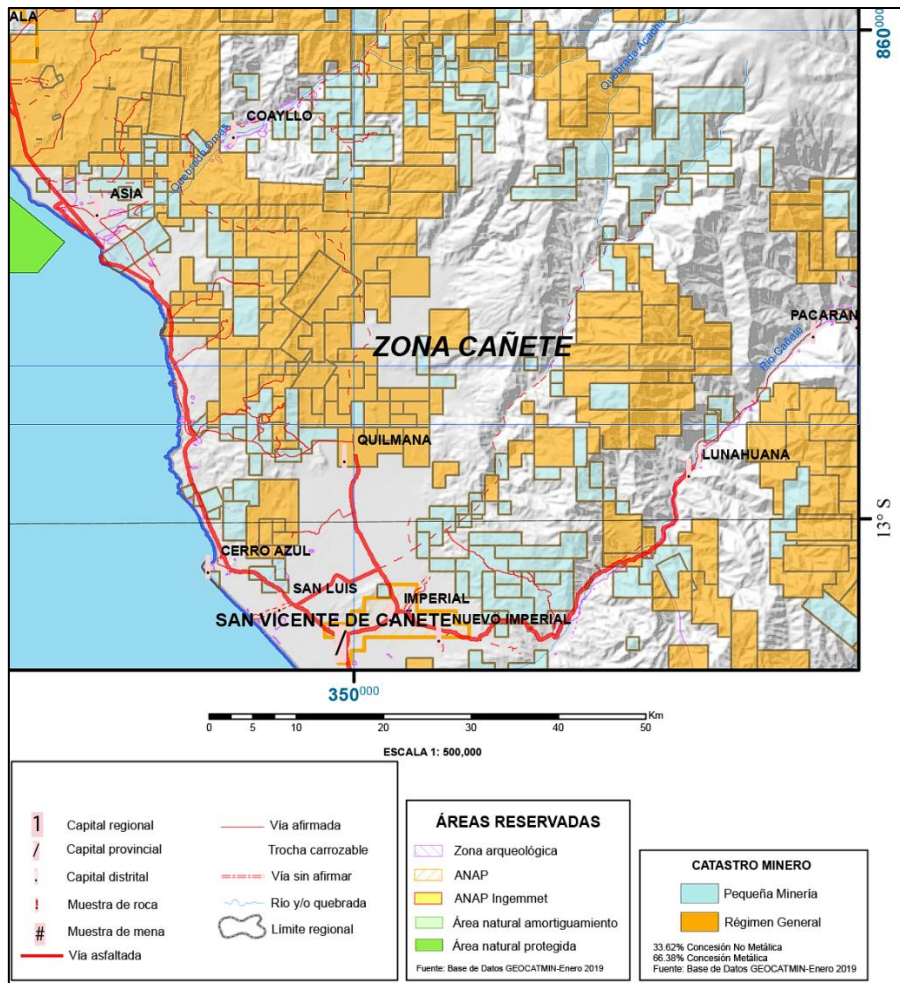 ALA
860000
Quebrada Acacha
COAYLLO
Quebrada Omas
ASIA
PACARAN
ZONA CAÑETE
Rio Cañete
QUILMANA
LUNAHUANA
13° S
CERRO AZUL
SAN LUIS
IMPERIAL
SAN VICENTE DE CAÑETE
NUEVO IMPERIAL
350000
0 5 10 20 30 40 50 Km
ESCALA 1: 500,000
1 Capital regional
/ Capital provincial
. Capital distrital
! Muestra de roca
# Muestra de mena
Vía asfaltada
Vía afirmada
Trocha carrozable
Vía sin afirmar
Río y/o quebrada
Límite regional
ÁREAS RESERVADAS
Zona arqueológica
ANAP
ANAP Ingemmet
Área natural amortiguamiento
Área natural protegida
Fuente: Base de Datos GEOCATMIN-Enero 2019
CATASTRO MINERO
Pequeña Minería
Régimen General
33.62% Concesión No Metálica
66.38% Concesión Metálica
Fuente: Base de Datos GEOCATMIN-Enero 2019